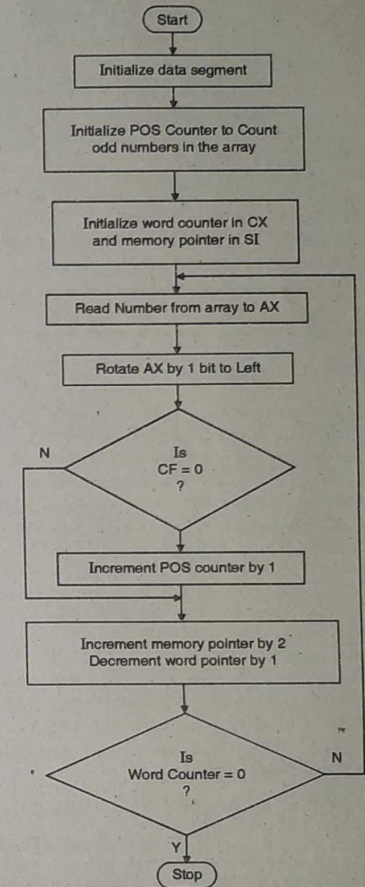 Start
Initialize data segment
Initialize POS Counter to Count
odd numbers in the array
Initialize word counter in CX
and memory pointer in SI
Read Number from array to AX
Rotate AX by 1 bit to Left
N
Is
CF = 0
?
Increment POS counter by 1
Increment memory pointer by 2
Decrement word pointer by 1
Is
Word Counter = 0
?
N
Y
Stop